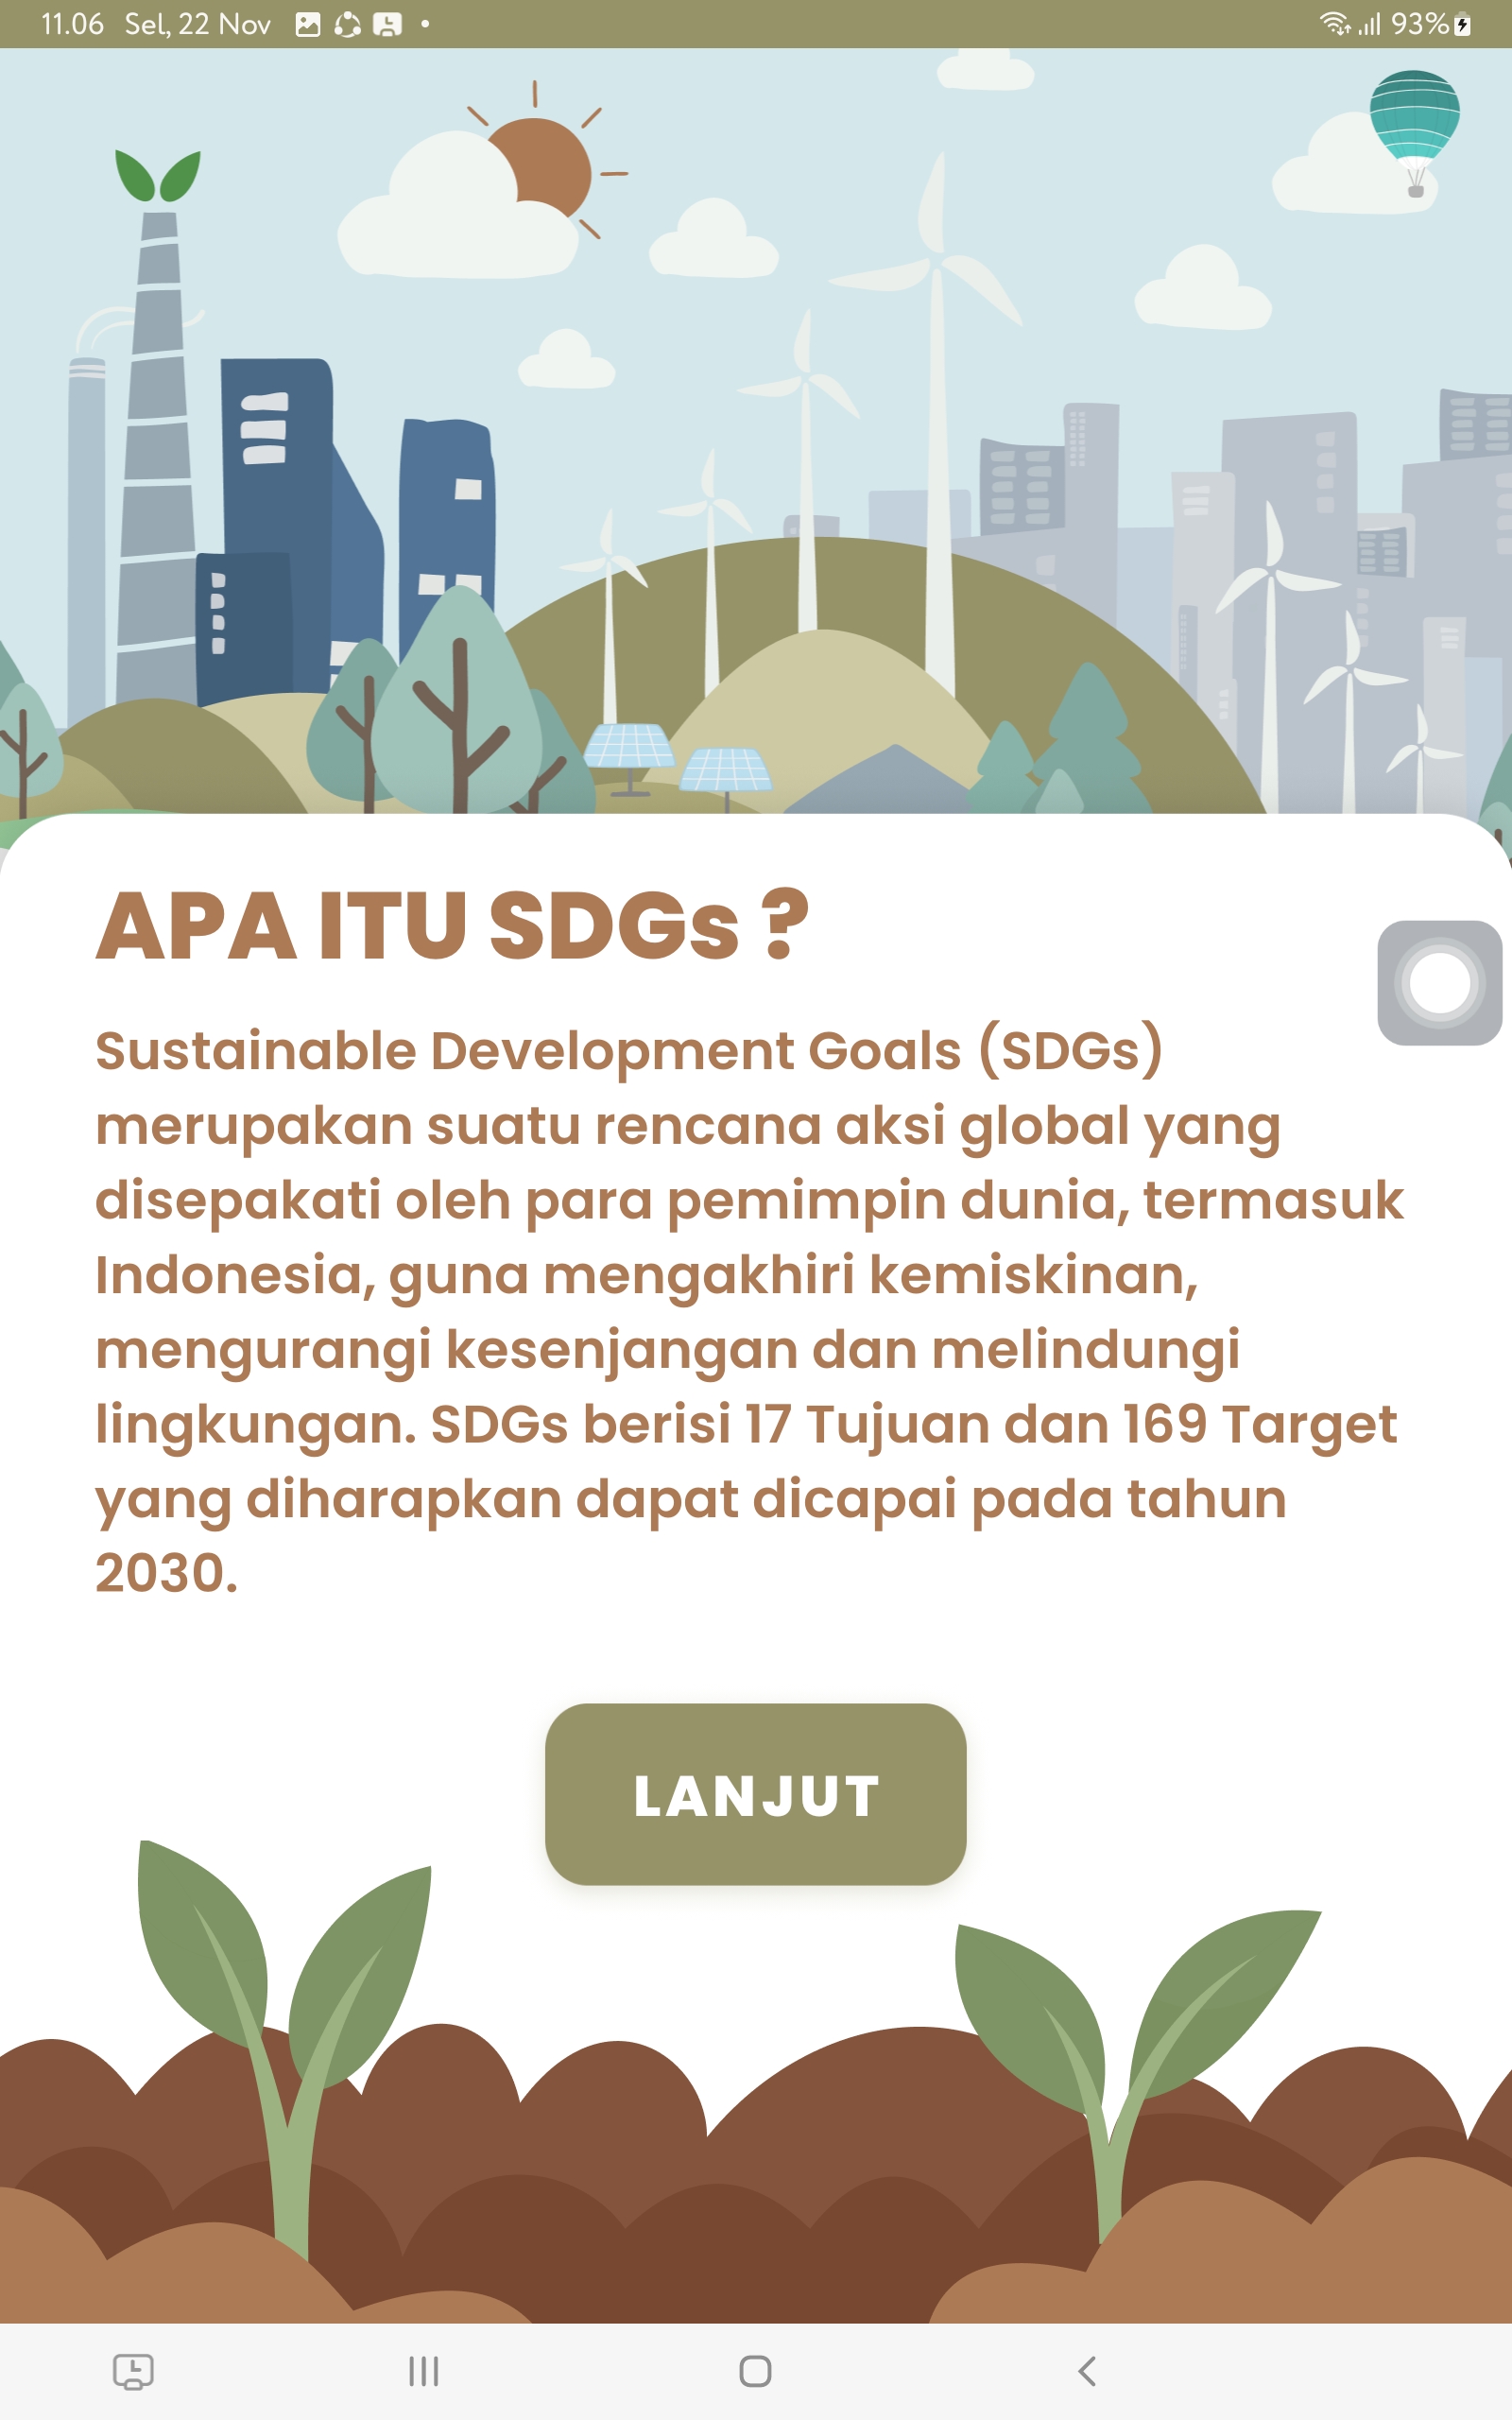 11.06 Sel, 22 Nov 93%
APA ITU SDGs ?
Sustainable Development Goals (SDGs)
merupakan suatu rencana aksi global yang
disepakati oleh para pemimpin dunia, termasuk
Indonesia, guna mengakhiri kemiskinan,
mengurangi kesenjangan dan melindungi
lingkungan. SDGs berisi 17 Tujuan dan 169 Target
yang diharapkan dapat dicapai pada tahun
2030.
LANJUT